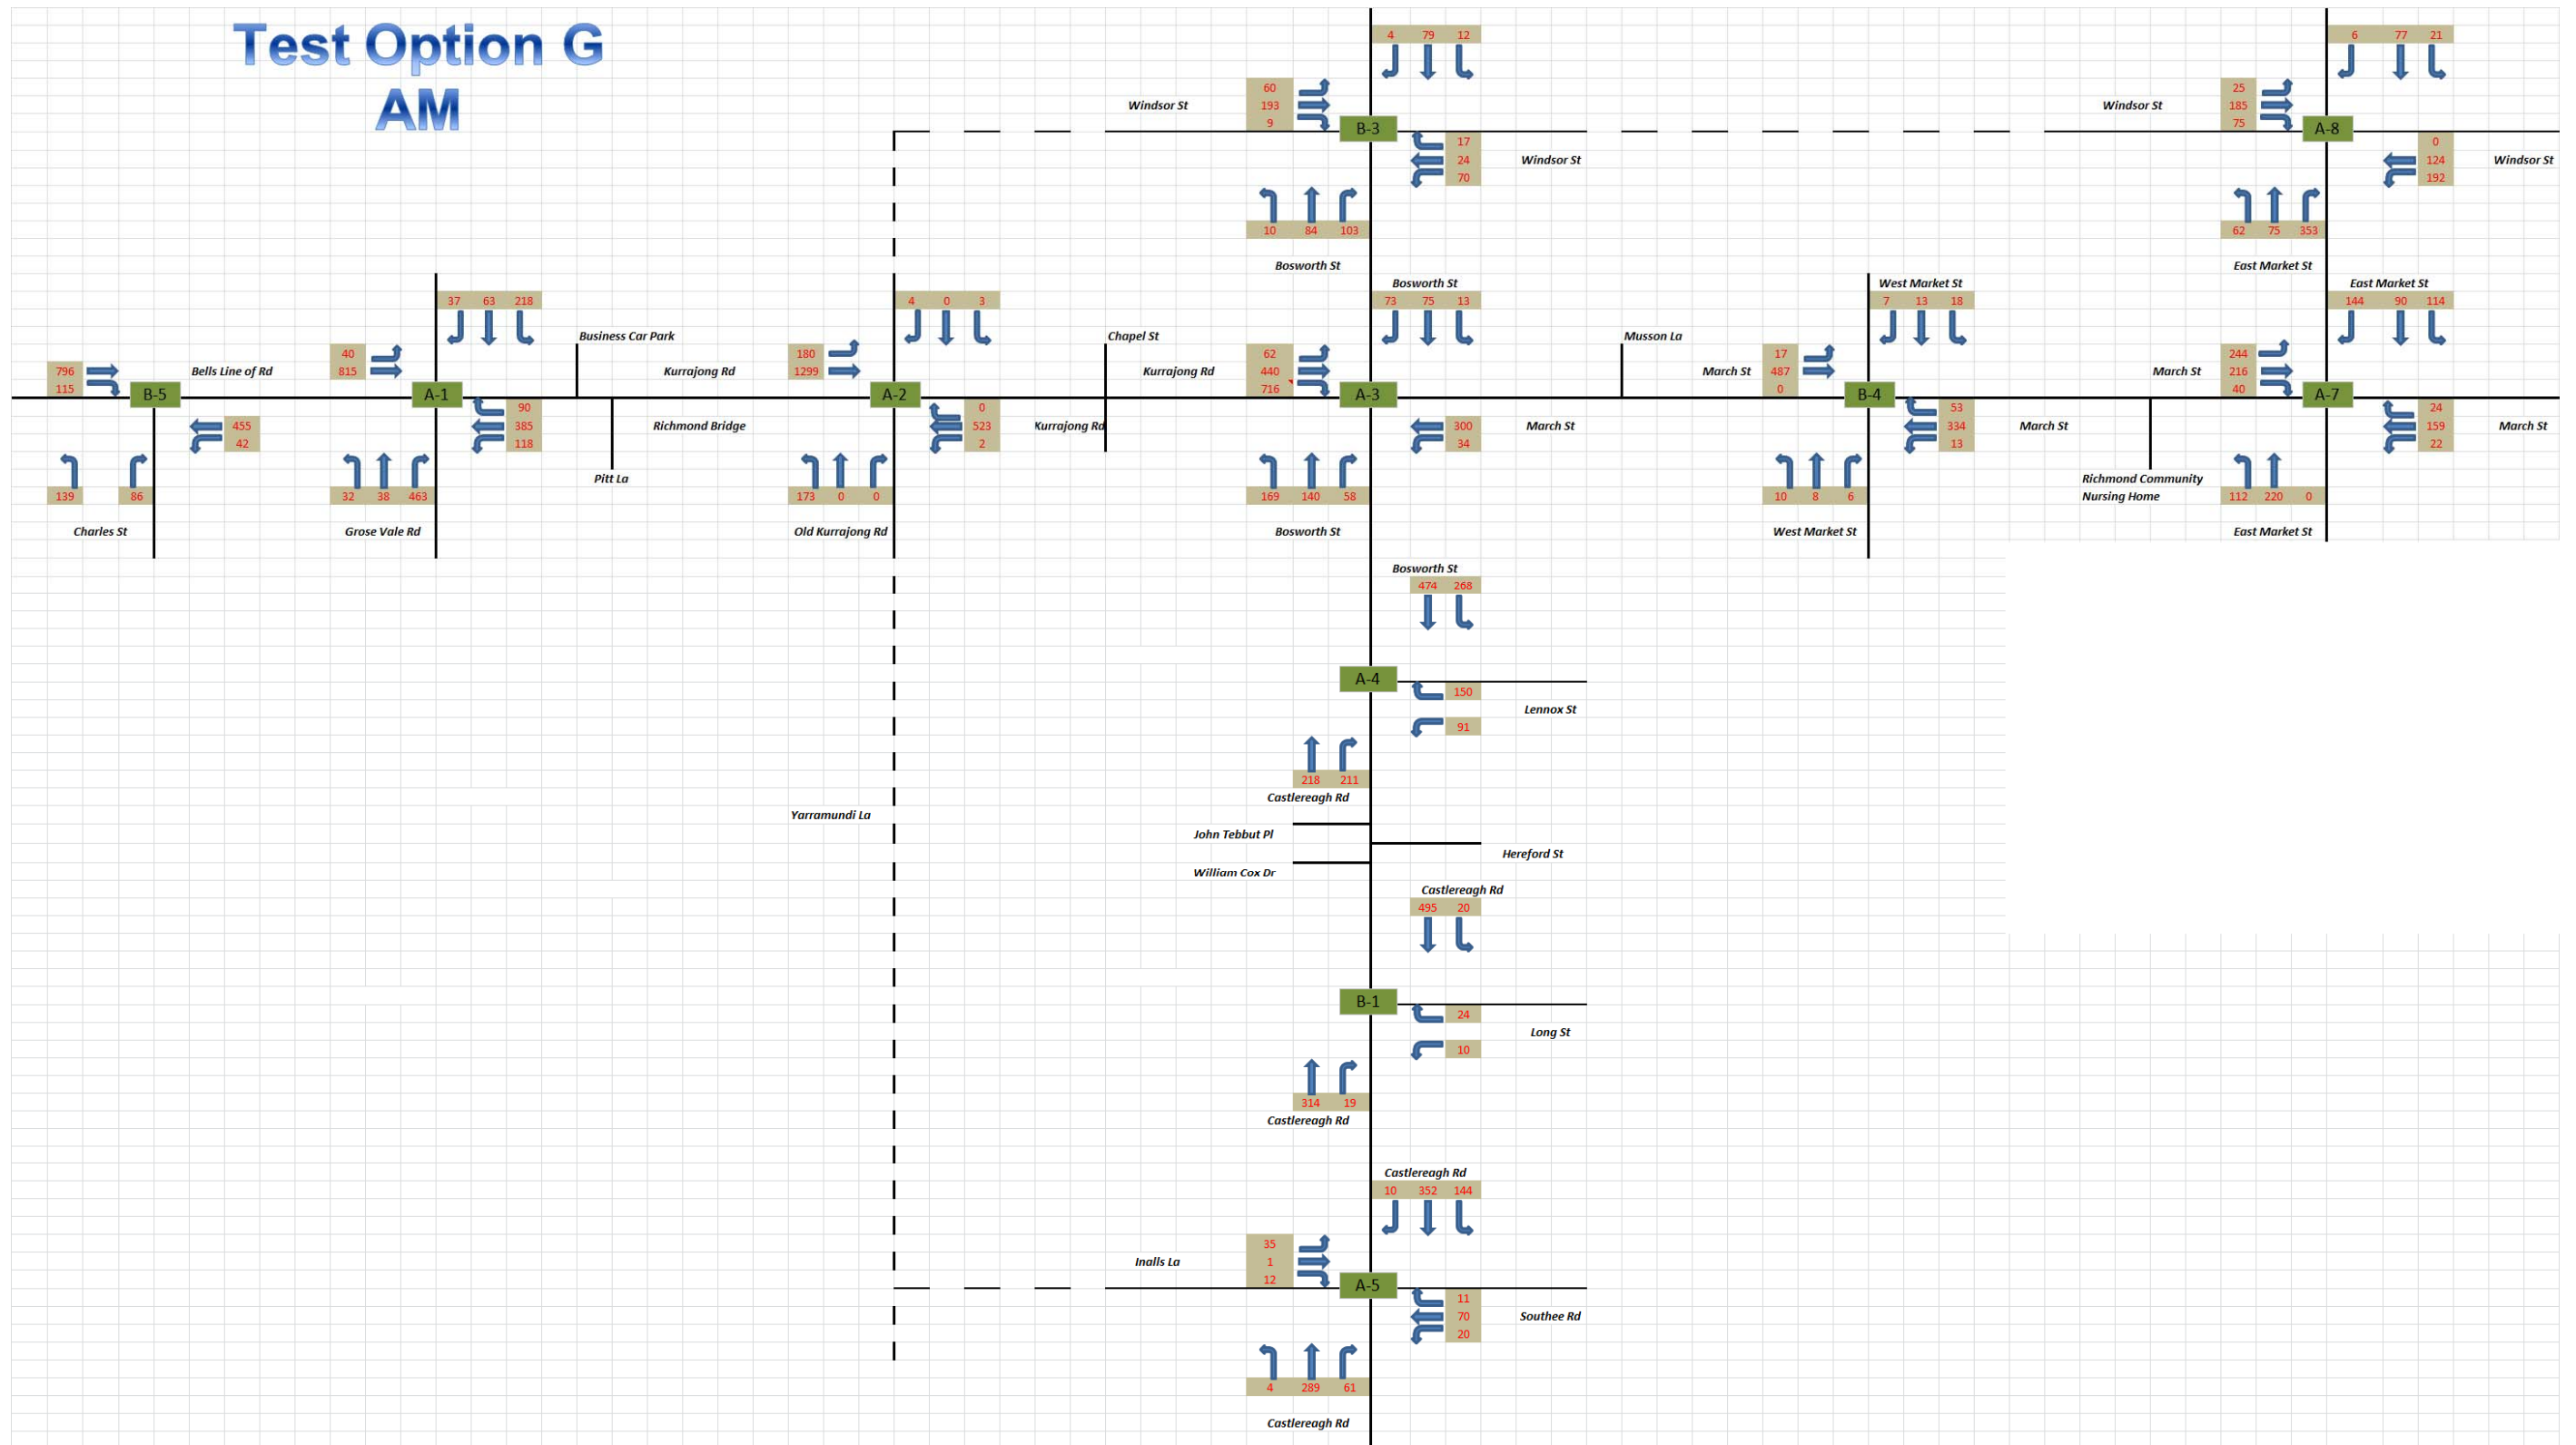 Test Option G
AM
4 79 12
6 77 21
60
193
9
Windsor St
B-3
17
24
70
Windsor St
10 84 103
Bosworth St
25
185
75
Windsor St
A-8
0
124
192
Windsor St
62 75 353
East Market St
796
115
B-5
Bells Line of Rd
455
42
139 86
Charles St
37 63 218
40
815
A-1
90
385
118
32 38 463
Grose Vale Rd
Business Car Park
Kurrajong Rd
Richmond Bridge
Pitt La
4 0 3
180
1299
A-2
0
523
2
173 0 0
Old Kurrajong Rd
Chapel St
Kurrajong Rd
Kurrajong Rd
Bosworth St
73 75 13
62
440
716
A-3
300
34
March St
169 140 58
Bosworth St
Musson La
March St
West Market St
7 13 18
17
487
0
B-4
53
334
13
March St
10 8 6
West Market St
Richmond Community
Nursing Home
East Market St
144 90 114
March St
244
216
40
A-7
24
159
22
March St
112 220 0
East Market St
Bosworth St
474 268
A-4
150
91
Lennox St
218 211
Castlereagh Rd
Yarramundi La
John Tebbut Pl
Hereford St
William Cox Dr
Castlereagh Rd
495 20
B-1
24
10
Long St
314 19
Castlereagh Rd
Castlereagh Rd
10 352 144
Inalls La
35
1
12
A-5
11
70
20
Southee Rd
4 289 61
Castlereagh Rd